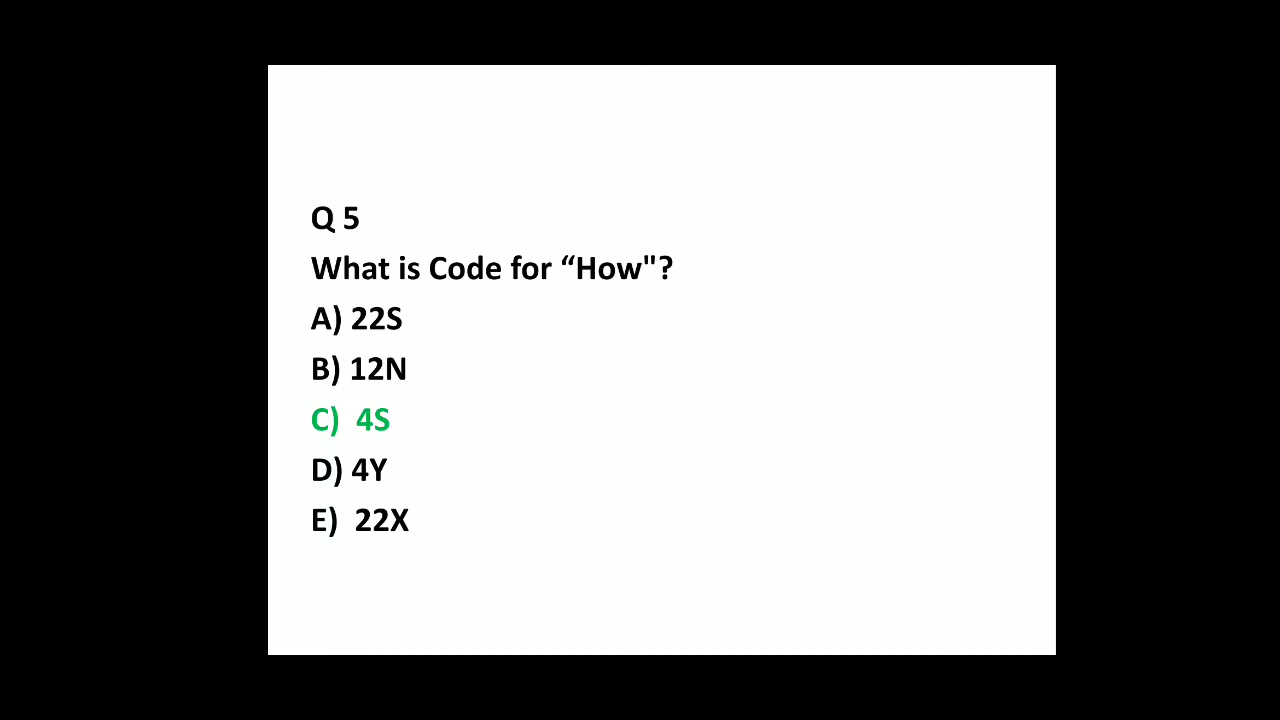 Q 5
What is Code for “How"?
A) 22S
B) 12N
C) 4S
D) 4Y
E) 22X